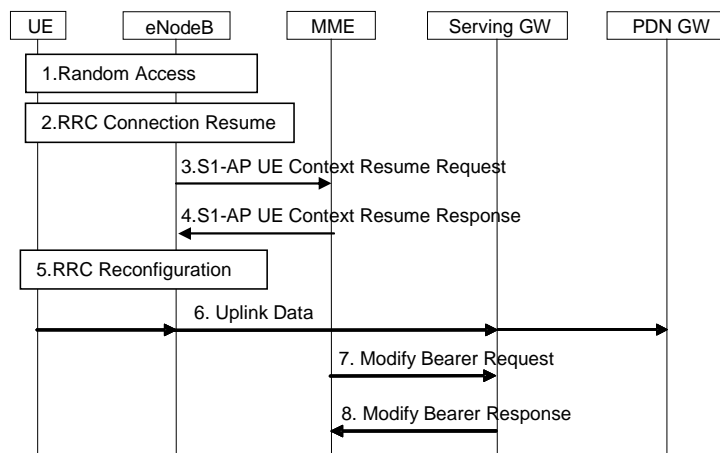 UE eNodeB MME Serving GW PDN GW
1.Random Access
2.RRC Connection Resume
3.S1-AP UE Context Resume Request
4.S1-AP UE Context Resume Response
5.RRC Reconfiguration
6. Uplink Data
7. Modify Bearer Request
8. Modify Bearer Response